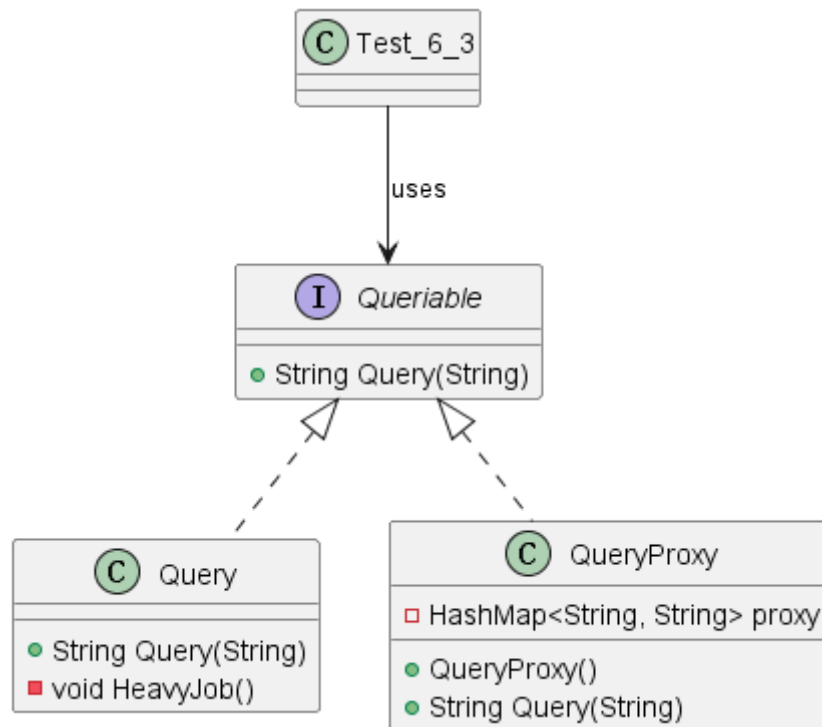 C Test_6_3
uses
I Queriable
String Query(String)
C Query
String Query(String)
void HeavyJob()
C QueryProxy
HashMap<String, String> proxy
QueryProxy()
String Query(String)